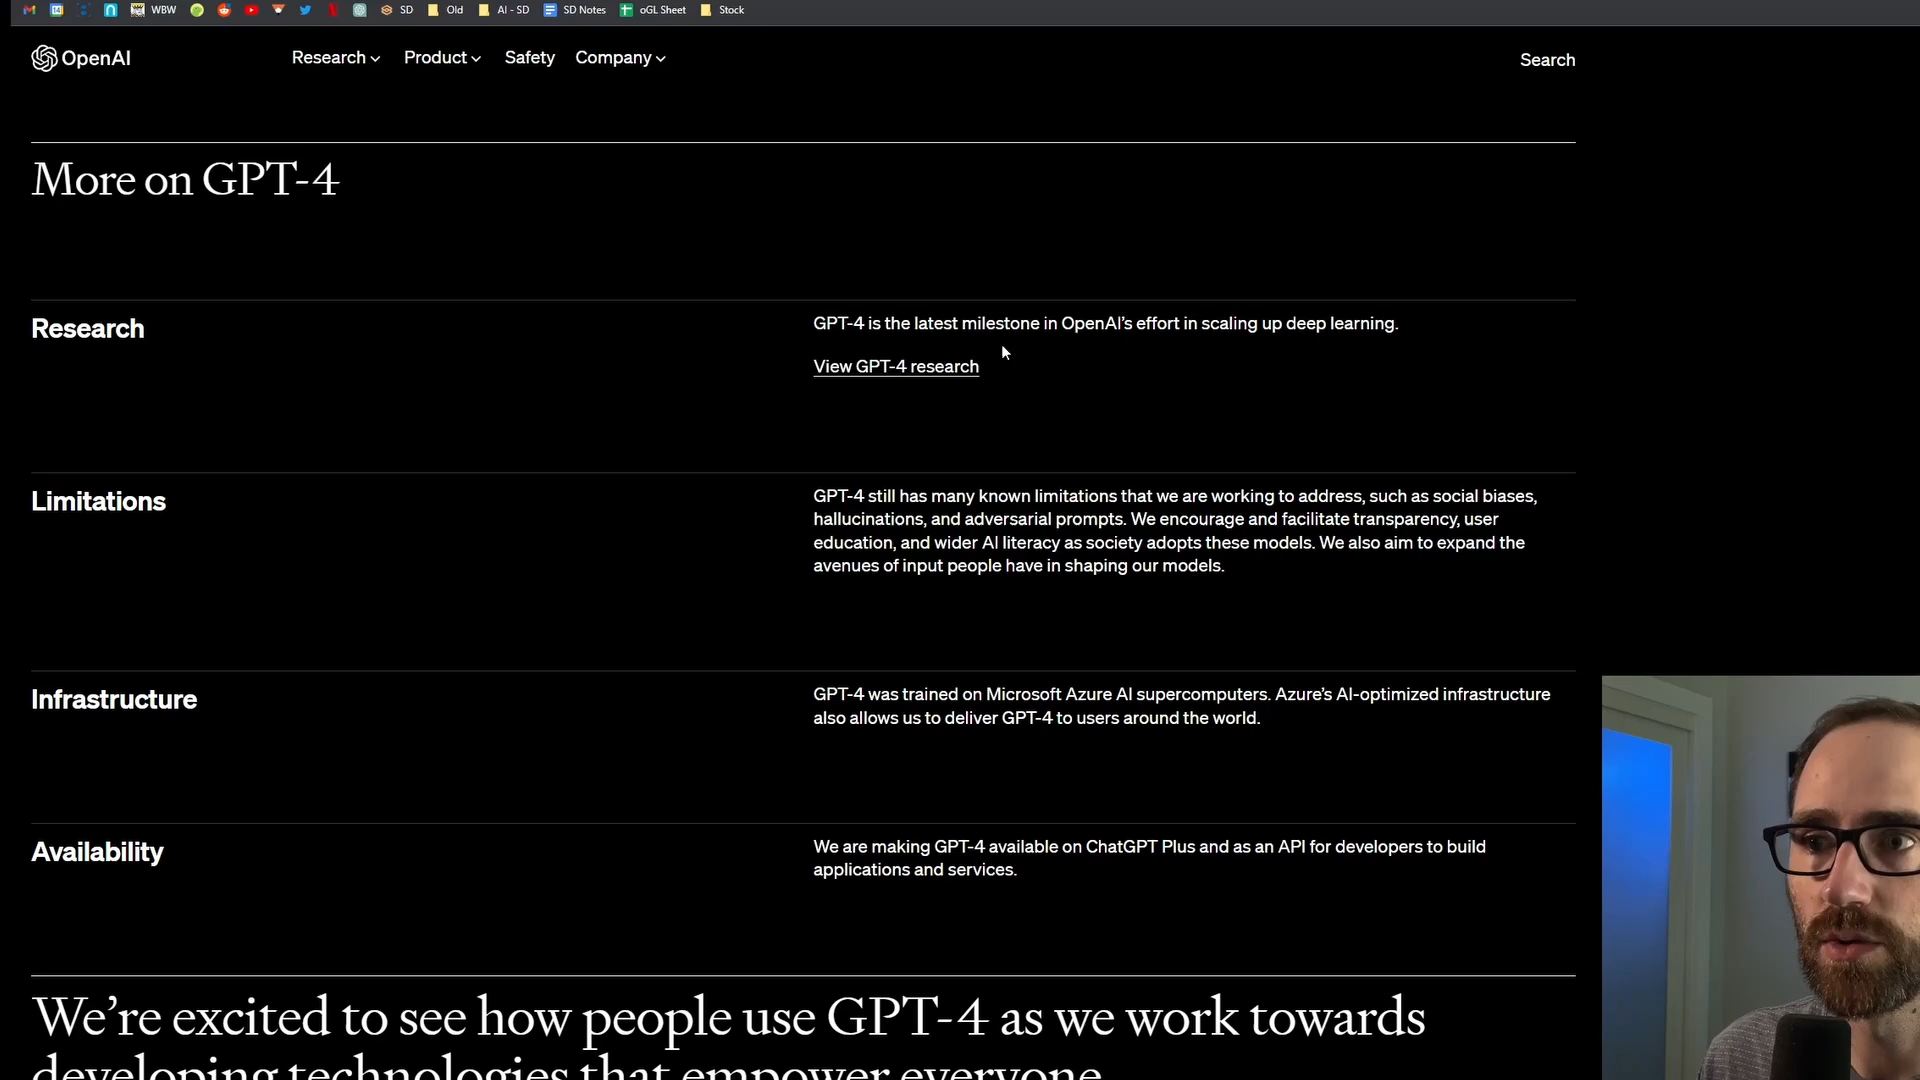 WBW SD Old AI - SD SD Notes oGL Sheet Stock
OpenAI Research Product Safety Company Search
More on GPT-4
Research
GPT-4 is the latest milestone in OpenAI’s effort in scaling up deep learning.
View GPT-4 research
Limitations
GPT-4 still has many known limitations that we are working to address, such as social biases,
hallucinations, and adversarial prompts. We encourage and facilitate transparency, user
education, and wider AI literacy as society adopts these models. We also aim to expand the
avenues of input people have in shaping our models.
Infrastructure
GPT-4 was trained on Microsoft Azure AI supercomputers. Azure’s AI-optimized infrastructure
also allows us to deliver GPT-4 to users around the world.
Availability
We are making GPT-4 available on ChatGPT Plus and as an API for developers to build
applications and services.
We’re excited to see how people use GPT-4 as we work towards
developing technologies that empower everyone